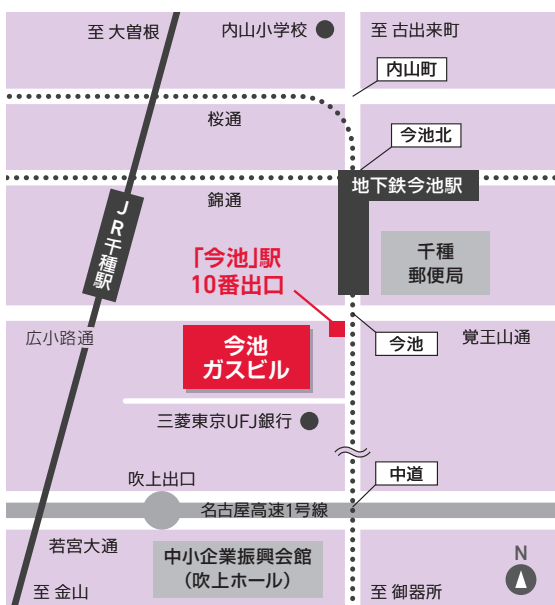 至 大曽根
内山小学校
至 古出来町
内山町
桜通
今池北
地下鉄今池駅
錦通
JR千種駅
千種
郵便局
「今池」駅
10番出口
広小路通
今池
ガスビル
今池
覚王山通
三菱東京UFJ銀行
吹上出口
中道
名古屋高速1号線
若宮大通
中小企業振興会館
（吹上ホール）
N
至 金山
至 御器所